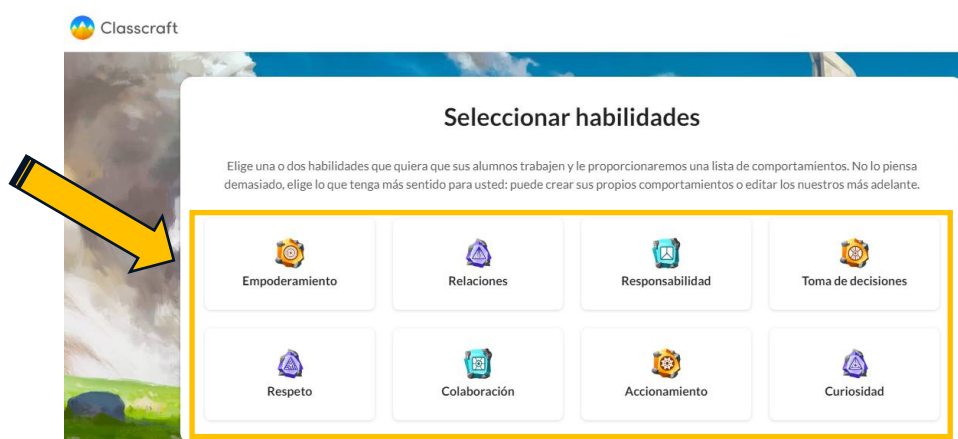 Classcraft
Seleccionar habilidades
Elige una o dos habilidades que quiera que sus alumnos trabajen y le proporcionaremos una lista de comportamientos. No lo piensa
demasiado, elige lo que tenga más sentido para usted: puede crear sus propios comportamientos o editar los nuestros más adelante.
Empoderamiento
Relaciones
Responsabilidad
Toma de decisiones
Respeto
Colaboración
Accionamiento
Curiosidad